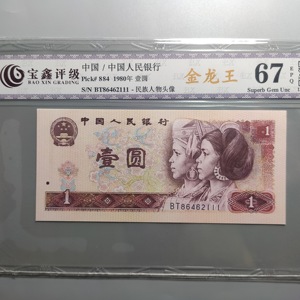 宝鑫评级
BAO XIN GRADING
中国 / 中国人民银行
Pick# 884 1980年 壹圆
S/N BT86462111 - 民族人物头像
金龙王
67
EPQ
Superb Gem Unc
中国人民银行
1
壹圆
1
1
BT86462111